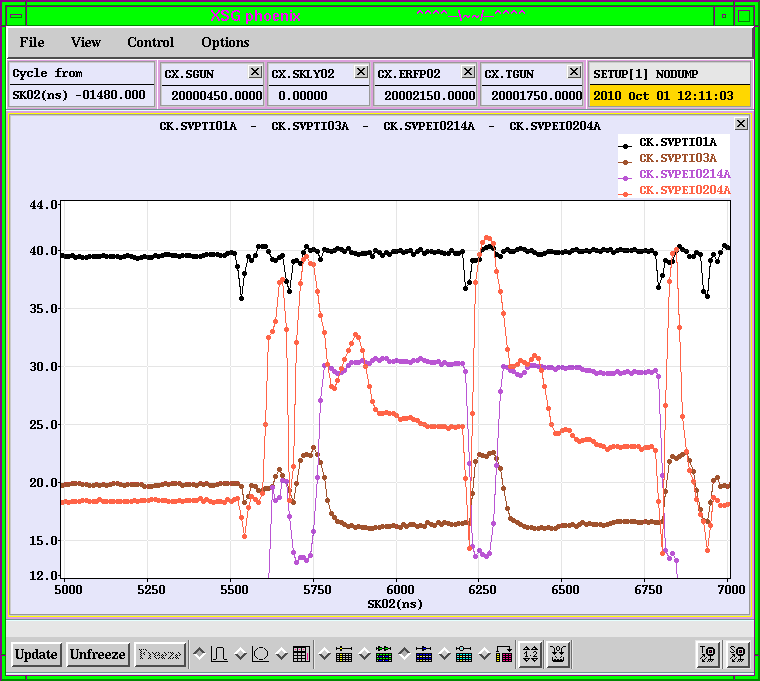 XSG phoenix ^^^^—\~~/—^^^^
File View Control Options
Cycle from
SK02(ns) -01480.000
CX.SGUN
20000450.0000
CX.SKLY02
0.00000
CX.ERFP02
20002150.0000
CX.TGUN
20001750.0000
SETUP[1] NODUMP
2010 Oct 01 12:11:03
CK.SVPTI01A - CK.SVPTI03A - CK.SVPEI0214A - CK.SVPEI0204A
CK.SVPTI01A
CK.SVPTI03A
CK.SVPEI0214A
CK.SVPEI0204A
44.0
40.0
35.0
30.0
25.0
20.0
15.0
12.0
5000 5250 5500 5750 6000 6250 6500 6750 7000
SK02(ns)
Update Unfreeze Freeze